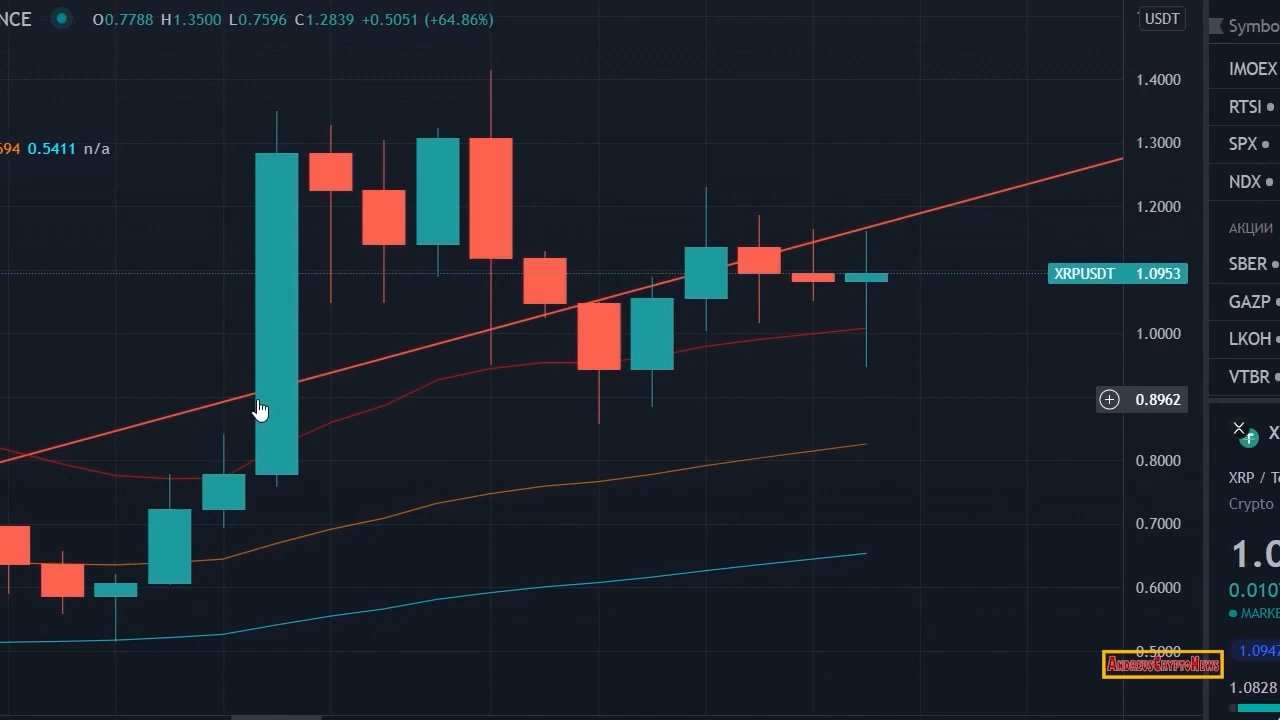 NCE O0.7788 H1.3500 L0.7596 C1.2839 +0.5051 (+64.86%)
694 0.5411 n/a
USDT
1.4000
1.3000
1.2000
XRPUSDT 1.0953
1.0000
0.8962
0.8000
0.7000
0.6000
0.5000
AndrewsCryptoNews
Symbo
IMOEX
RTSI
SPX
NDX
АКЦИИ
SBER
GAZP
LKOH
VTBR
X
XRP / Te
Crypto
1.0
0.010
MARKE
1.0947
1.0828